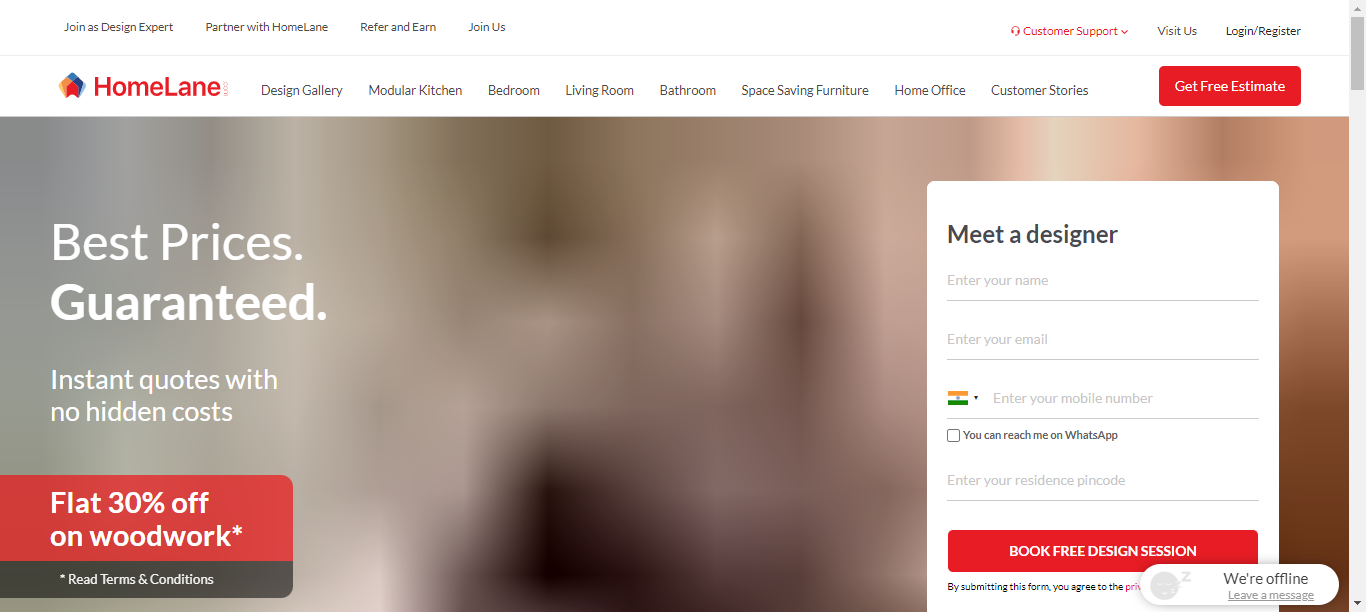 Join as Design Expert
Partner with HomeLane
Refer and Earn
Join Us
Customer Support
Visit Us
Login/Register
HomeLane
Design Gallery
Modular Kitchen
Bedroom
Living Room
Bathroom
Space Saving Furniture
Home Office
Customer Stories
Get Free Estimate
Best Prices.
Guaranteed.
Instant quotes with
no hidden costs
Flat 30% off
on woodwork*
* Read Terms & Conditions
Meet a designer
Enter your name
Enter your email
Enter your mobile number
You can reach me on WhatsApp
Enter your residence pincode
BOOK FREE DESIGN SESSION
By submitting this form, you agree to the
We're offline
Leave a message